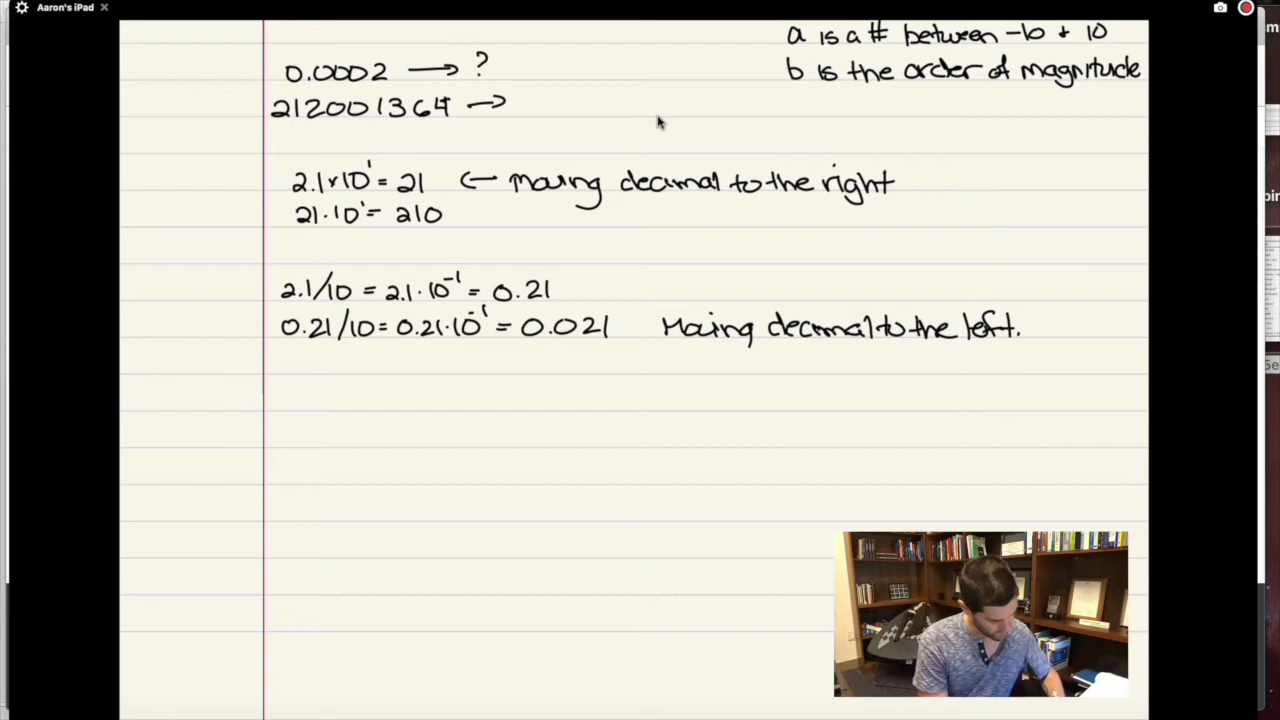 Aaron's iPad
a is a # between -10 + 10
0.0002 → ?
b is the order of magnitude
212001364 →
2.1×10¹ = 21 ← moving decimal to the right
21·10¹ = 210
2.1/10 = 2.1·10⁻¹ = 0.21
0.21/10 = 0.21·10⁻¹ = 0.021 Moving decimal to the left.